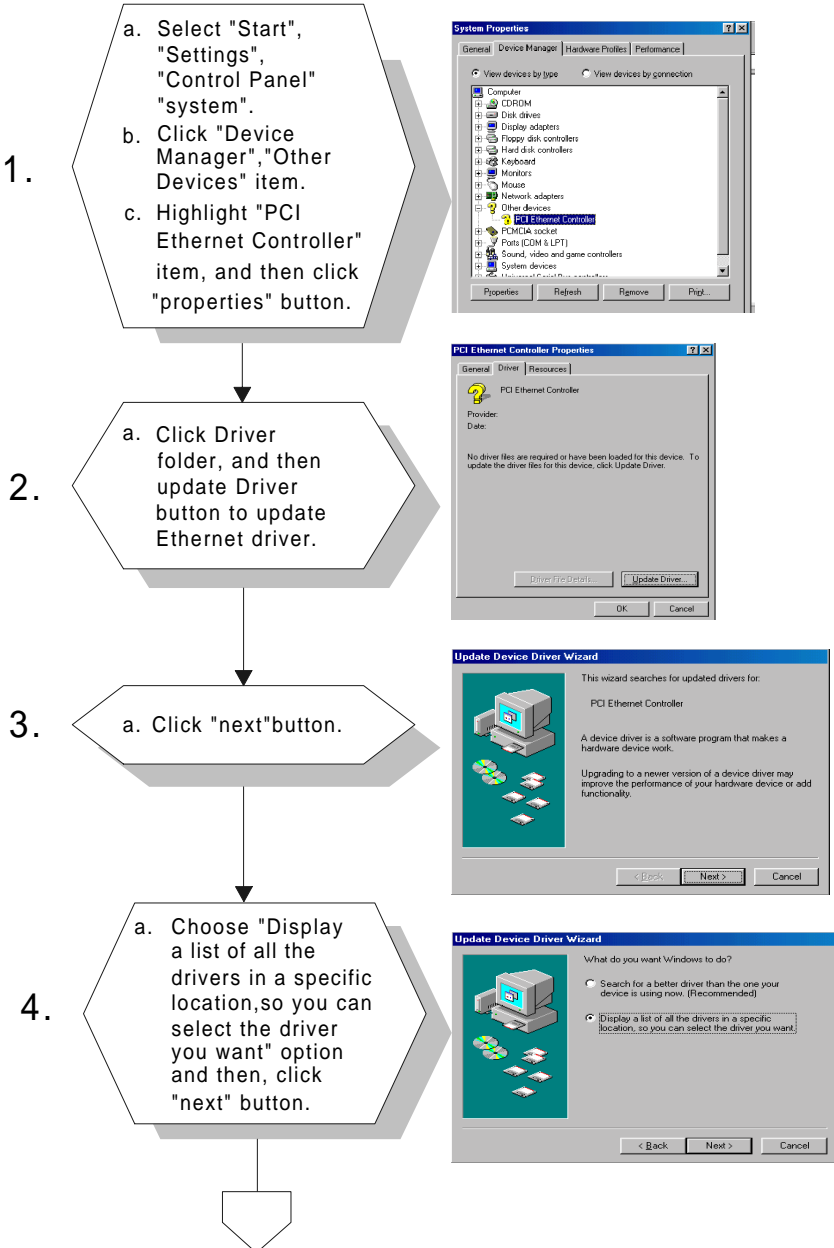 1.
a. Select "Start",
"Settings",
"Control Panel"
"system".
b. Click "Device
Manager","Other
Devices" item.
c. Highlight "PCI
Ethernet Controller"
item, and then click
"properties" button.
System Properties
General Device Manager Hardware Profiles Performance
View devices by type View devices by connection
Computer
CDROM
Disk drives
Display adapters
Floppy disk controllers
Hard disk controllers
Keyboard
Monitors
Mouse
Network adapters
Other devices
PCI Ethernet Controller
PCMCIA socket
Ports (COM & LPT)
Sound, video and game controllers
System devices
Universal Serial Bus controllers
Properties Refresh Remove Print...
2.
a. Click Driver
folder, and then
update Driver
button to update
Ethernet driver.
PCI Ethernet Controller Properties
General Driver Resources
PCI Ethernet Controller
Provider:
Date:
No driver files are required or have been loaded for this device. To
update the driver files for this device, click Update Driver.
Driver File Details... Update Driver...
OK Cancel
3.
a. Click "next"button.
Update Device Driver Wizard
This wizard searches for updated drivers for:
PCI Ethernet Controller
A device driver is a software program that makes a
hardware device work.
Upgrading to a newer version of a device driver may
improve the performance of your hardware device or add
functionality.
< Back Next > Cancel
4.
a. Choose "Display
a list of all the
drivers in a specific
location,so you can
select the driver
you want" option
and then, click
"next" button.
Update Device Driver Wizard
What do you want Windows to do?
Search for a better driver than the one your
device is using now. (Recommended)
Display a list of all the drivers in a specific
location, so you can select the driver you want.
< Back Next > Cancel